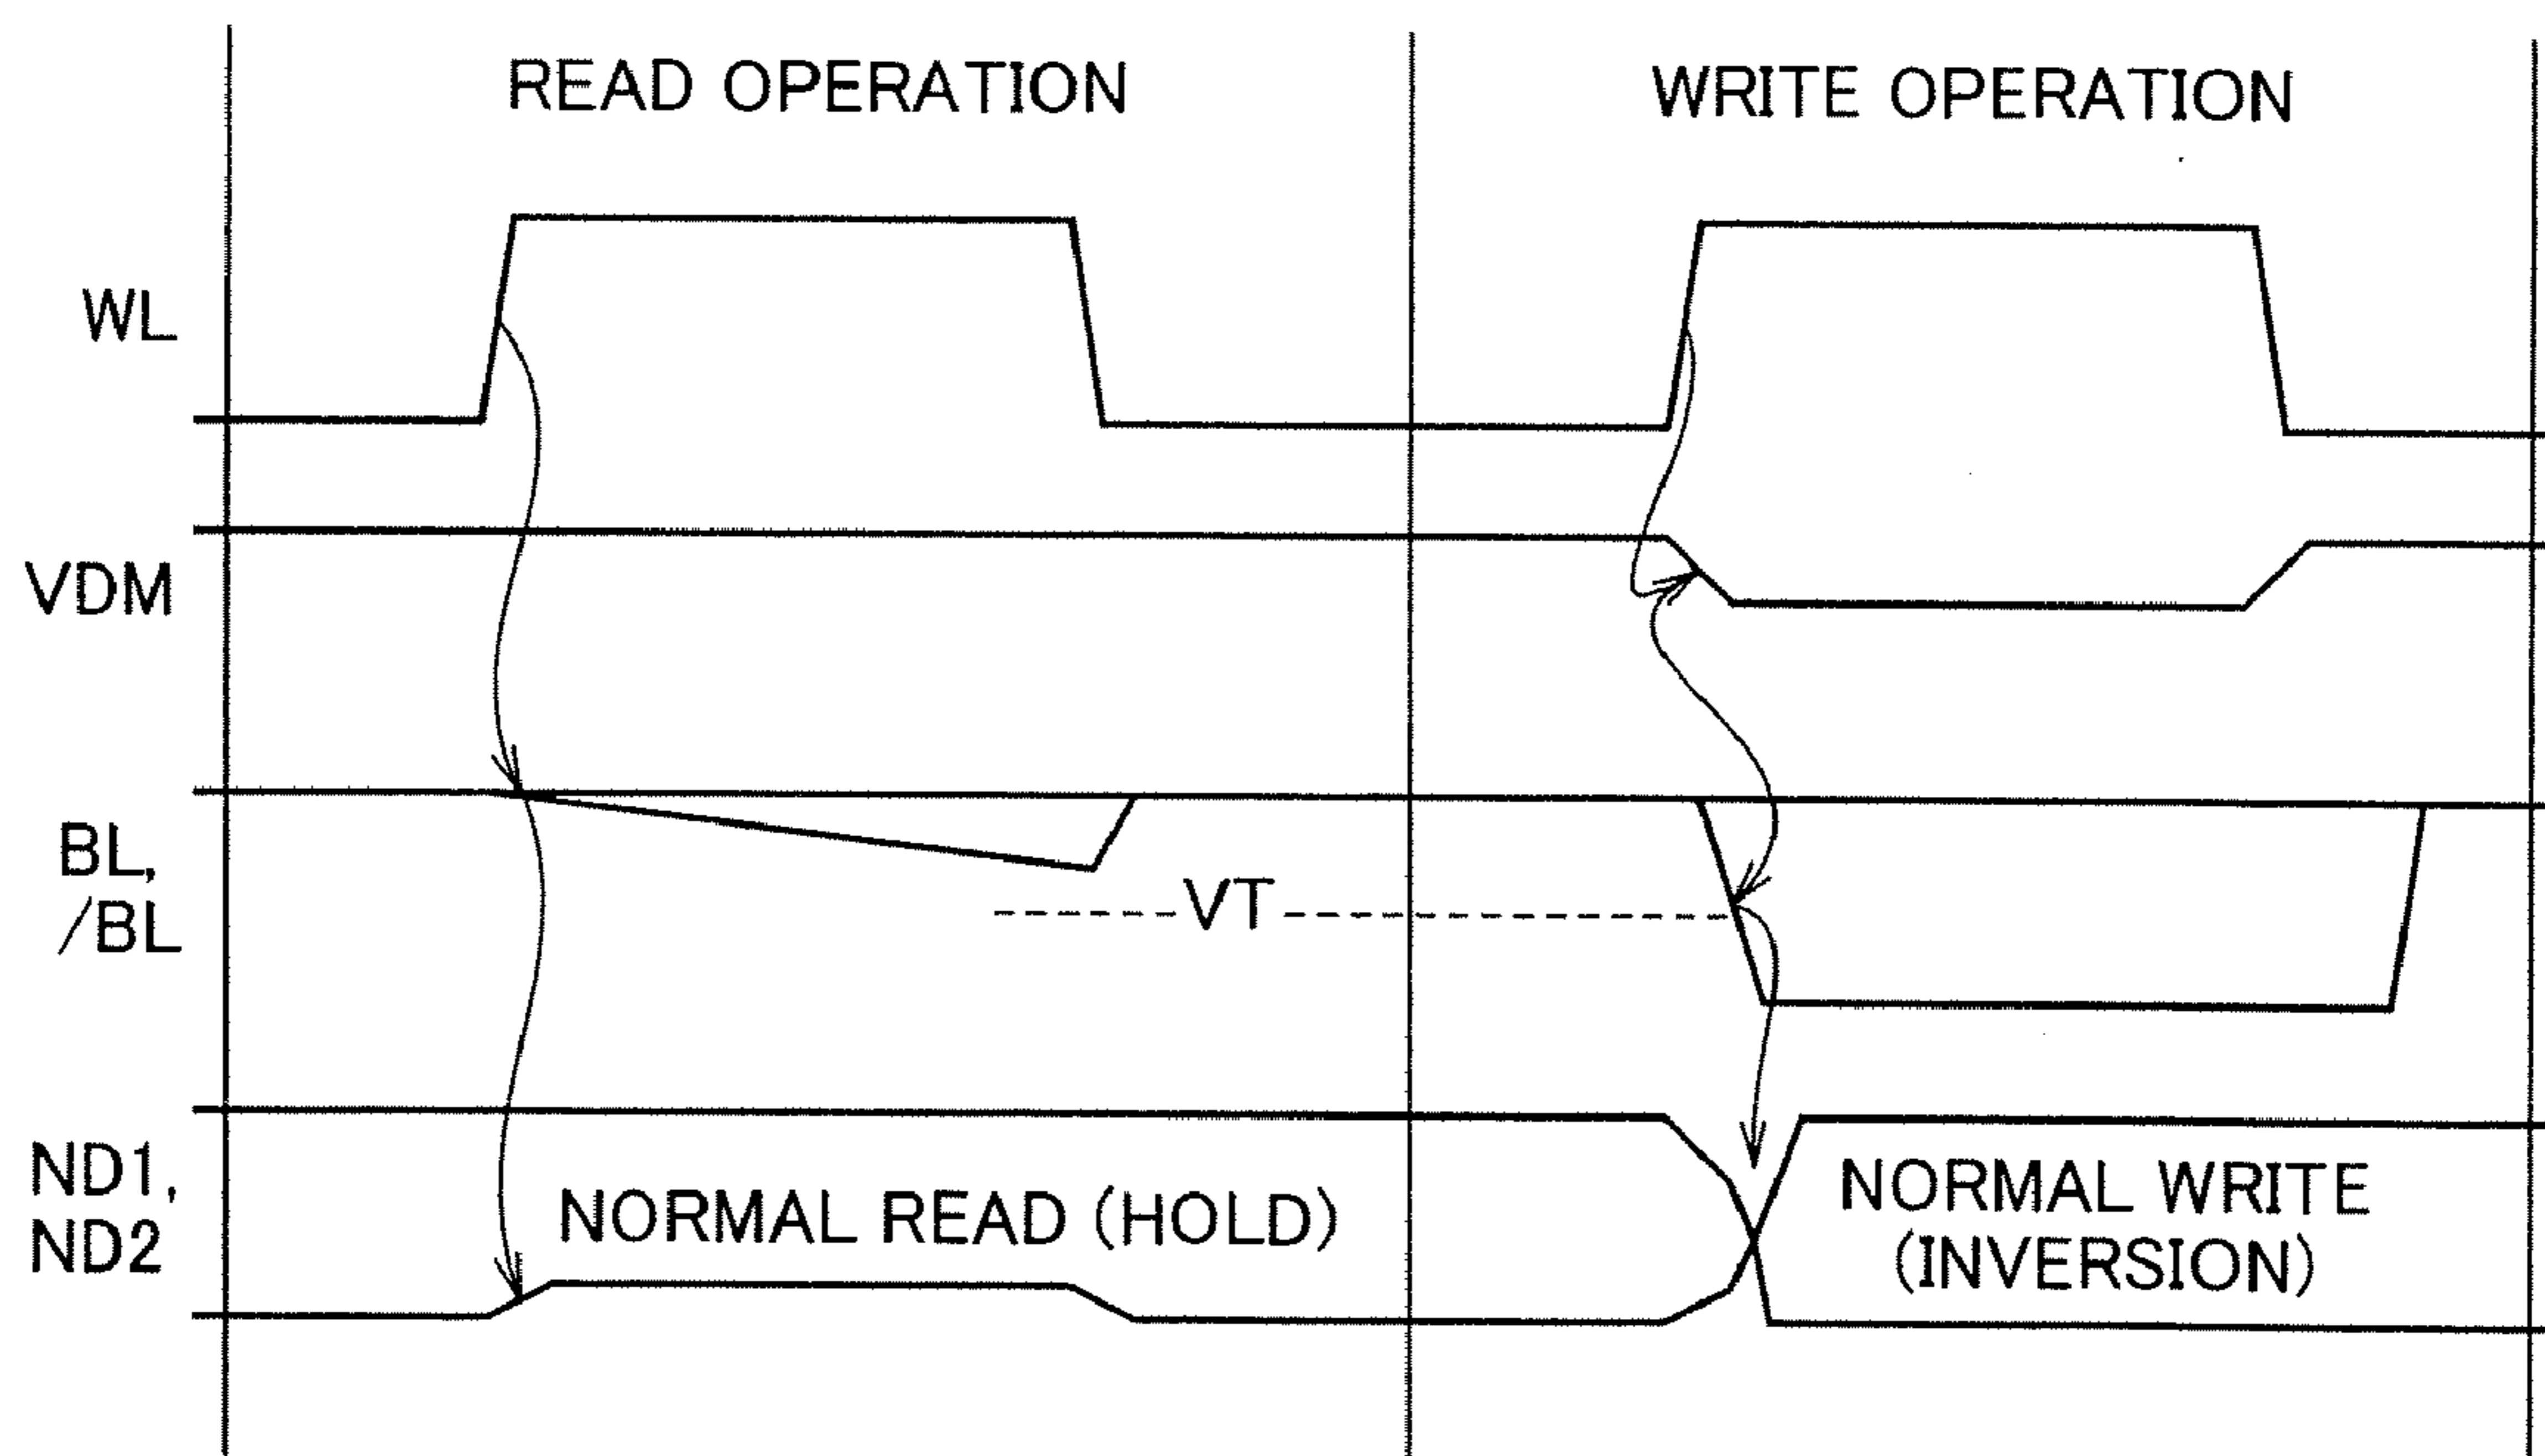 READ OPERATION
WRITE OPERATION
WL
VDM
BL,
/BL
VT
ND1,
ND2
NORMAL READ (HOLD)
NORMAL WRITE
(INVERSION)